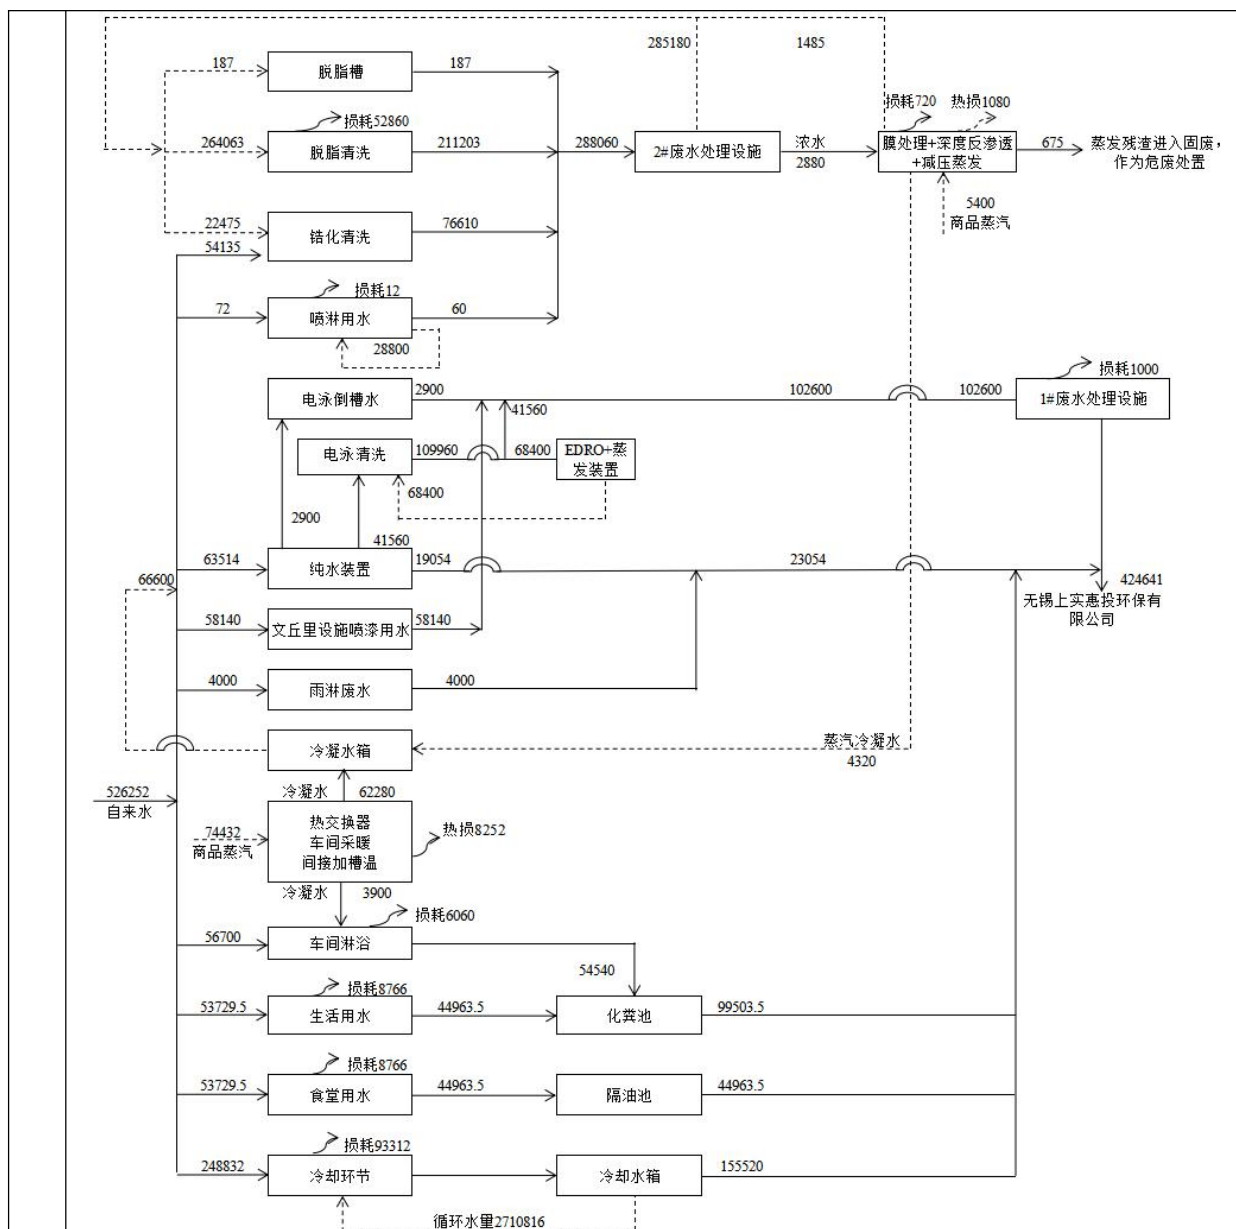 285180
1485
187
脱脂槽
187
损耗720
热损1080
损耗52860
264063
脱脂清洗
211203
288060
2#废水处理设施
浓水
2880
膜处理+深度反渗透
+减压蒸发
675
蒸发残渣进入固废，
作为危废处置
5400
商品蒸汽
22475
54135
锆化清洗
76610
损耗12
72
喷淋用水
60
28800
损耗1000
电泳倒槽水
2900
41560
102600
102600
1#废水处理设施
电泳清洗
109960
68400
EDRO+蒸
发装置
68400
2900
41560
63514
纯水装置
19054
23054
66600
424641
无锡上实惠投环保有
限公司
58140
文丘里设施喷漆用水
58140
4000
雨淋废水
4000
冷凝水箱
蒸汽冷凝水
4320
冷凝水
62280
526252
自来水
74432
商品蒸汽
热交换器
车间采暖
间接加槽温
热损8252
冷凝水
3900
损耗6060
56700
车间淋浴
54540
损耗8766
53729.5
生活用水
44963.5
化粪池
99503.5
损耗8766
53729.5
食堂用水
44963.5
隔油池
44963.5
损耗93312
248832
冷却环节
冷却水箱
155520
循环水量2710816